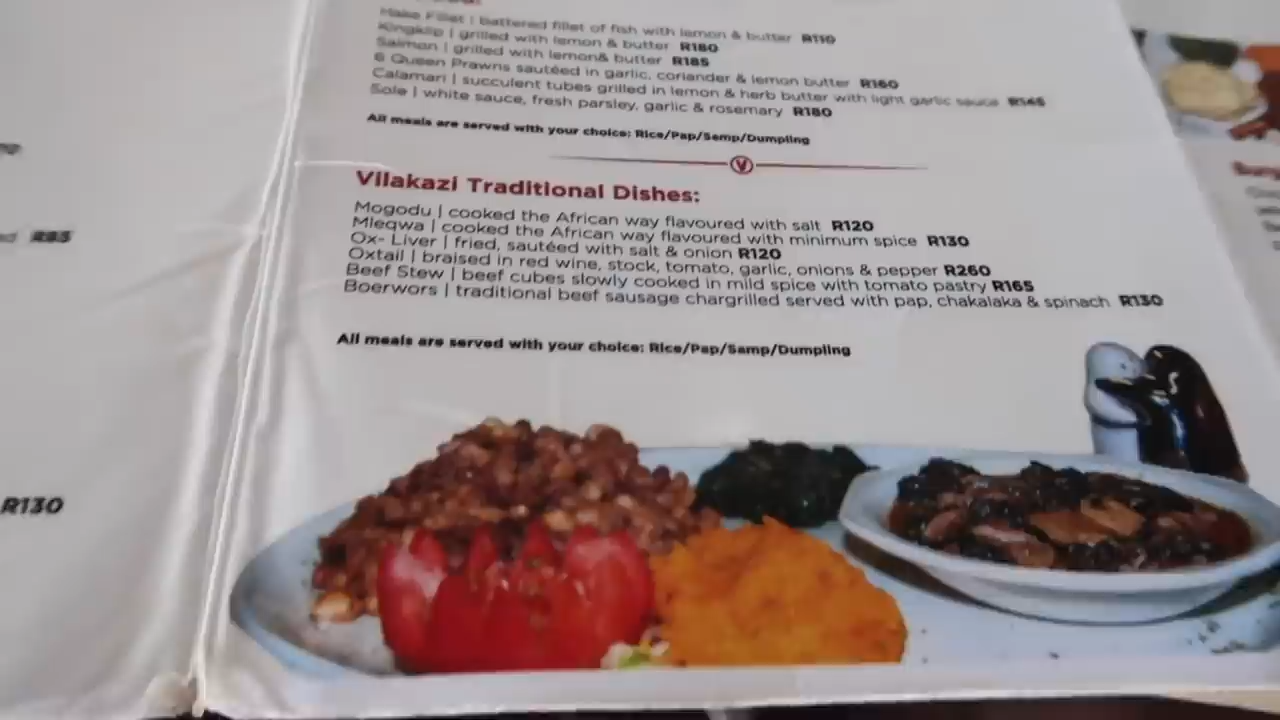 Hake Fillet | battered fillet of fish with lemon & butter R110
Kingklip | grilled with lemon & butter R180
Salmon | grilled with lemon& butter R185
6 Queen Prawns sautéed in garlic, coriander & lemon butter R160
Calamari | succulent tubes grilled in lemon & herb butter with light garlic sauce R145
Sole | white sauce, fresh parsley, garlic & rosemary R180
All meals are served with your choice: Rice/Pap/Samp/Dumpling
V
Vilakazi Traditional Dishes:
Mogodu | cooked the African way flavoured with salt R120
Mleqwa | cooked the African way flavoured with minimum spice R130
Ox- Liver | fried, sautéed with salt & onion R120
Oxtail | braised in red wine, stock, tomato, garlic, onions & pepper R260
Beef Stew | beef cubes slowly cooked in mild spice with tomato pastry R165
Boerwors | traditional beef sausage chargrilled served with pap, chakalaka & spinach R130
All meals are served with your choice: Rice/Pap/Samp/Dumpling
R85
R130